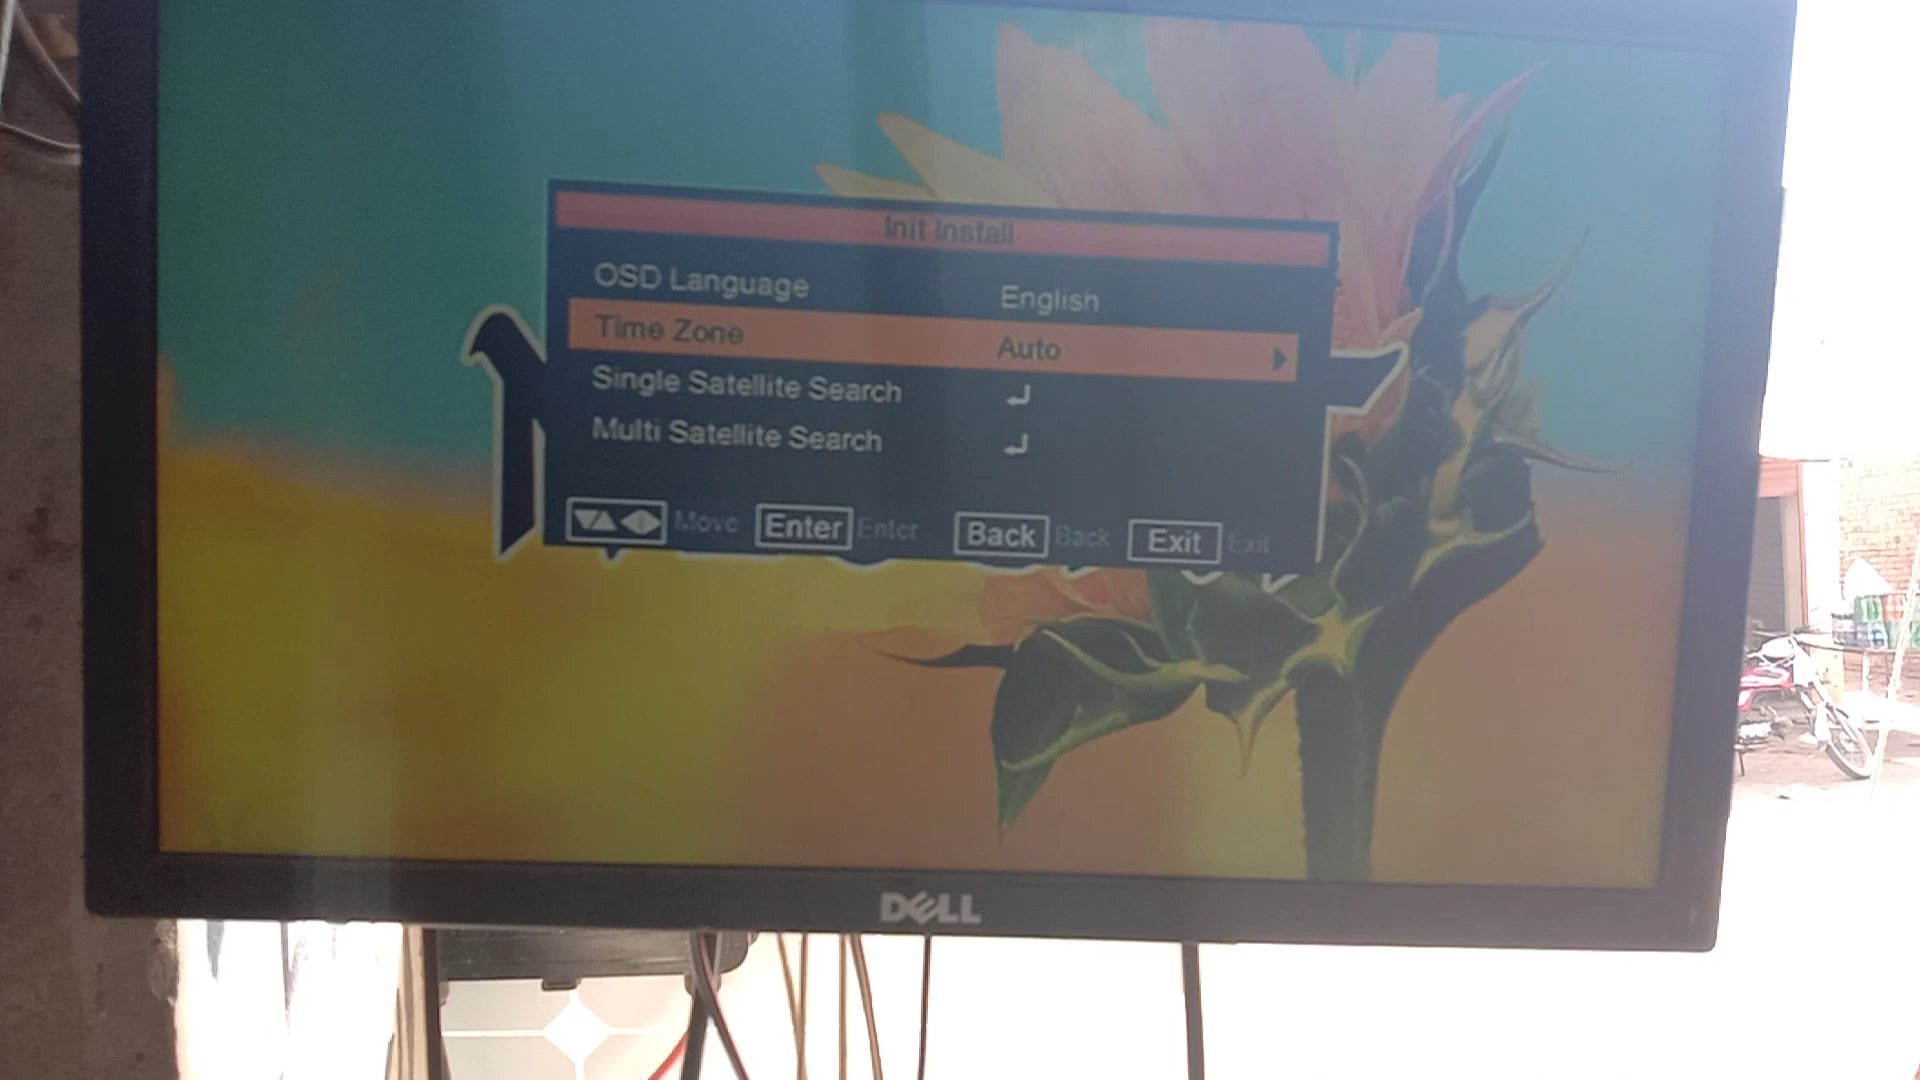 Init Install
OSD Language English
Time Zone Auto
Single Satellite Search
Multi Satellite Search
Move Enter Enter Back Back Exit Exit
DELL